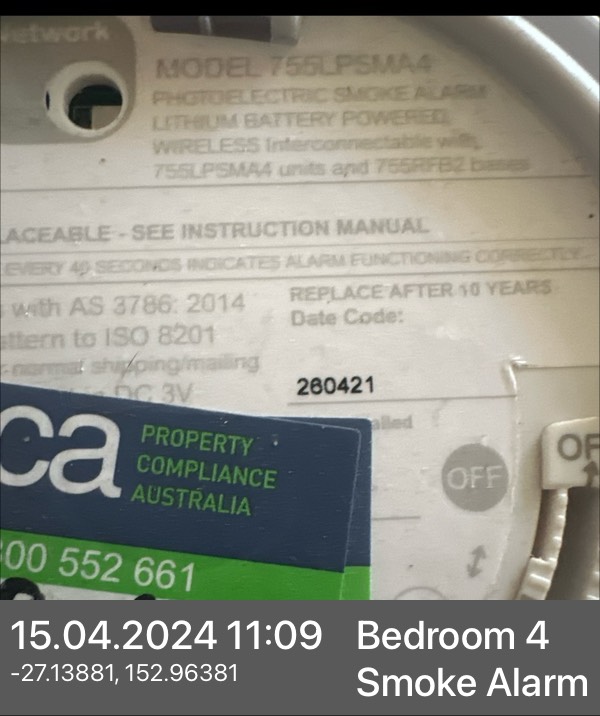 Network
MODEL 755LPSMA4
PHOTOELECTRIC SMOKE ALARM
LITHIUM BATTERY POWERED,
WIRELESS Interconnectable with
755LPSMA4 units and 755RFB2 bases
LACEABLE - SEE INSTRUCTION MANUAL
EVERY 40 SECONDS INDICATES ALARM FUNCTIONING CORRECTLY
with AS 3786: 2014
REPLACE AFTER 10 YEARS
ttern to ISO 8201
Date Code:
normal shipping/mailing
DC 3V
260421
alled
ca
PROPERTY
COMPLIANCE
AUSTRALIA
OFF
OF
00 552 661
15.04.2024 11:09
Bedroom 4
-27.13881, 152.96381
Smoke Alarm